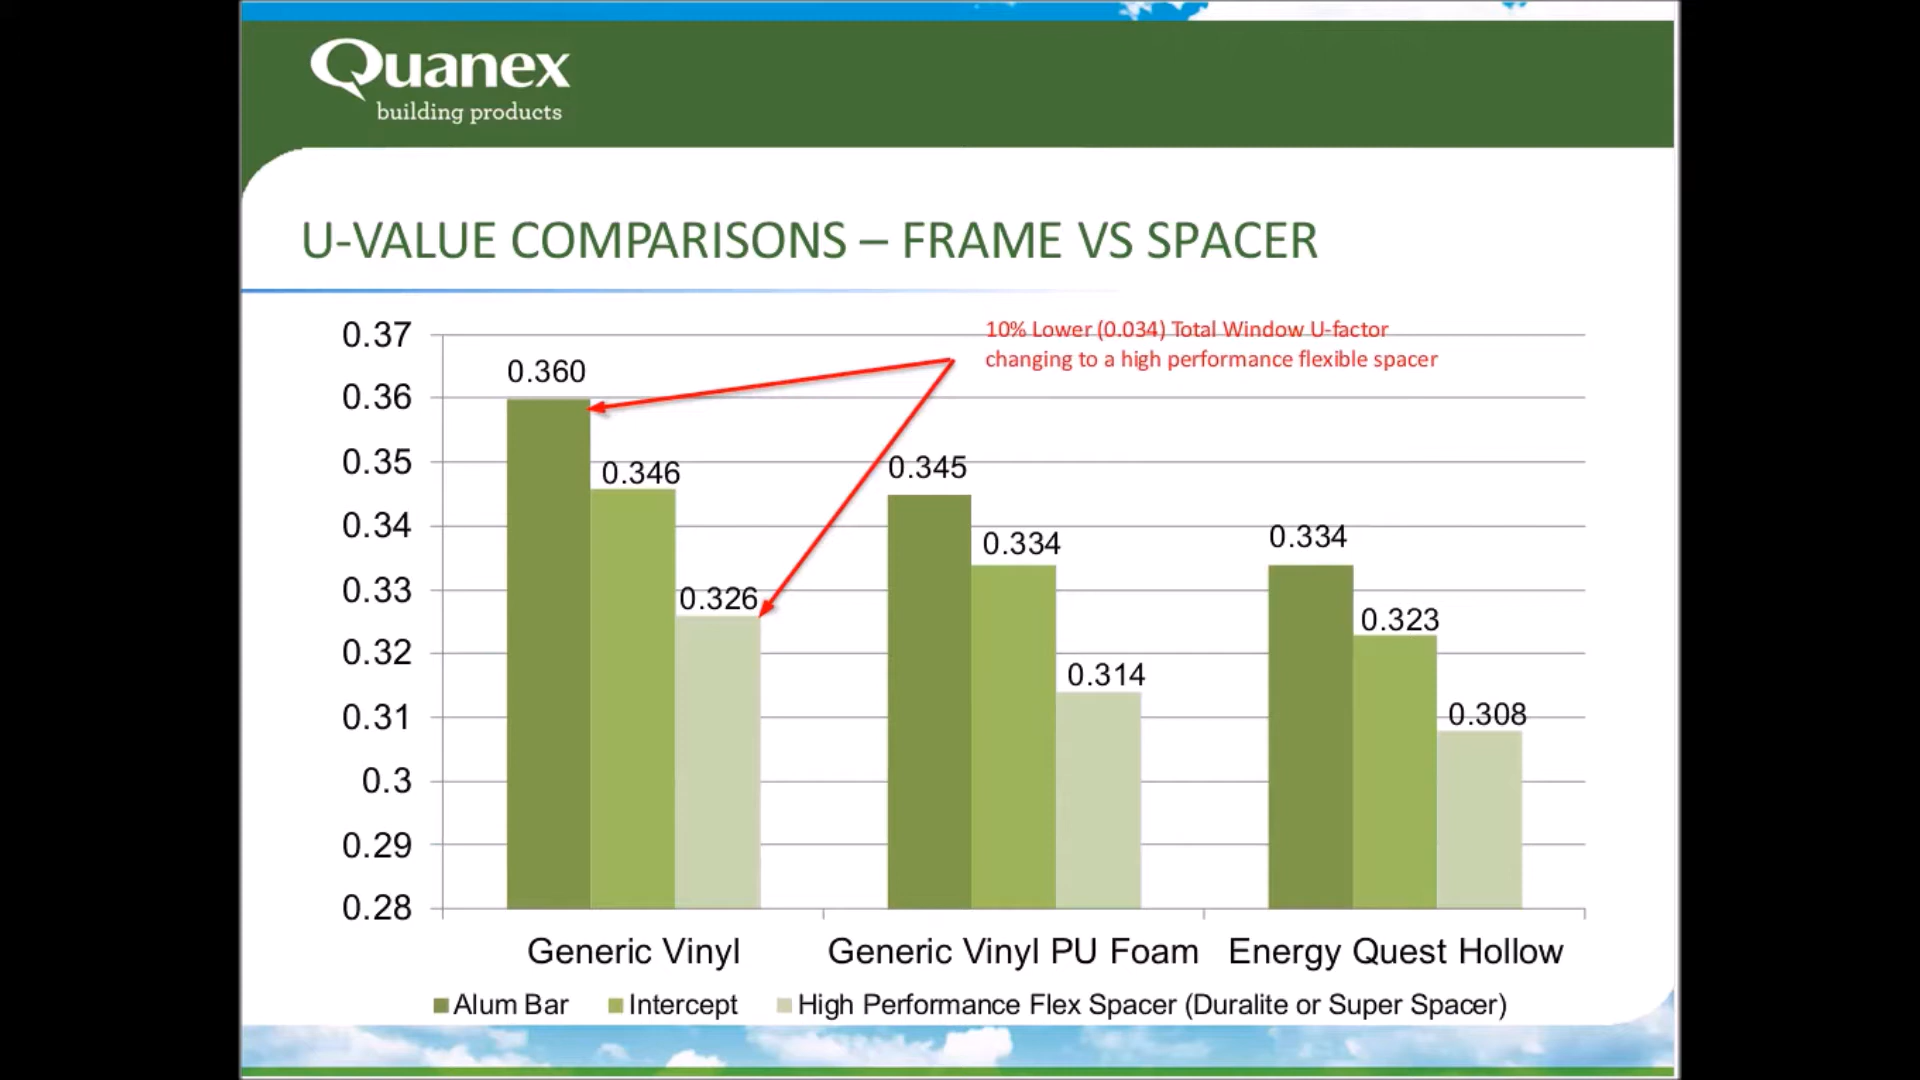 Quanex
building products
U-VALUE COMPARISONS – FRAME VS SPACER
10% Lower (0.034) Total Window U-factor
changing to a high performance flexible spacer
0.37
0.36
0.35
0.34
0.33
0.32
0.31
0.3
0.29
0.28
0.360
0.346
0.326
0.345
0.334
0.314
0.334
0.323
0.308
Generic Vinyl
Generic Vinyl PU Foam
Energy Quest Hollow
Alum Bar
Intercept
High Performance Flex Spacer (Duralite or Super Spacer)